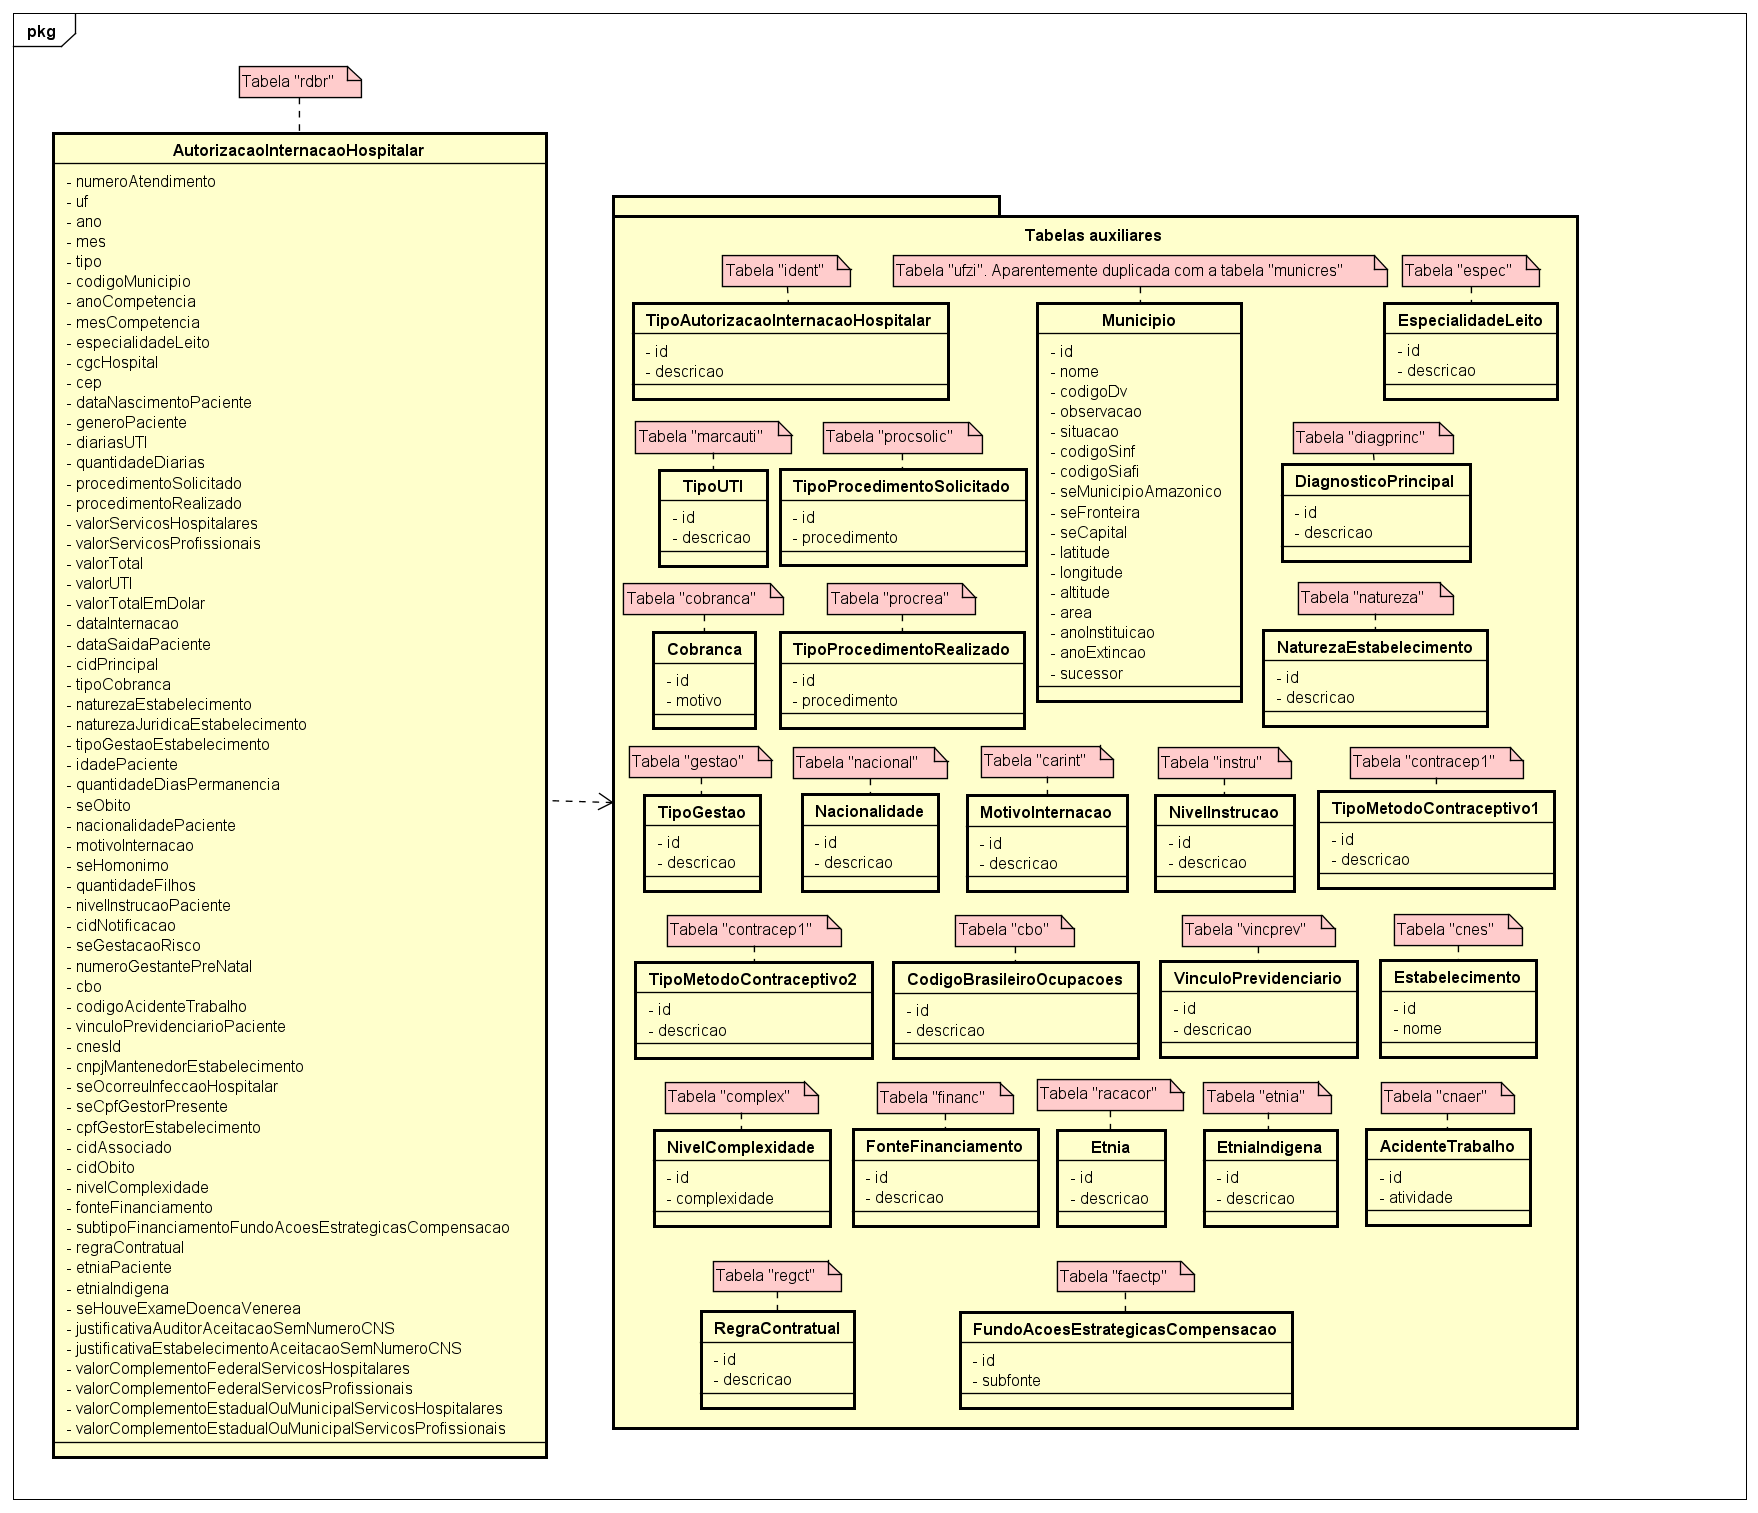 pkg
Tabela "rdbr"
AutorizacaoInternacaoHospitalar
- numeroAtendimento
- uf
- ano
- mes
- tipo
- codigoMunicipio
- anoCompetencia
- mesCompetencia
- especialidadeLeito
- cgcHospital
- cep
- dataNascimentoPaciente
- generoPaciente
- diariasUTI
- quantidadeDiarias
- procedimentoSolicitado
- procedimentoRealizado
- valorServicosHospitalares
- valorServicosProfissionais
- valorTotal
- valorUTI
- valorTotalEmDolar
- dataInternacao
- dataSaidaPaciente
- cidPrincipal
- tipoCobranca
- naturezaEstabelecimento
- naturezaJuridicaEstabelecimento
- tipoGestaoEstabelecimento
- idadePaciente
- quantidadeDiasPermanencia
- seObito
- nacionalidadePaciente
- motivoInternacao
- seHomonimo
- quantidadeFilhos
- nivelInstrucaoPaciente
- cidNotificacao
- seGestacaoRisco
- numeroGestantePreNatal
- cbo
- codigoAcidenteTrabalho
- vinculoPrevidenciarioPaciente
- cnesId
- cnpjMantenedorEstabelecimento
- seOcorreuInfeccaoHospitalar
- seCpfGestorPresente
- cpfGestorEstabelecimento
- cidAssociado
- cidObito
- nivelComplexidade
- fonteFinanciamento
- subtipoFinanciamentoFundoAcoesEstrategicasCompensacao
- regraContratual
- etniaPaciente
- etniaIndigena
- seHouveExameDoencaVenerea
- justificativaAuditorAceitacaoSemNumeroCNS
- justificativaEstabelecimentoAceitacaoSemNumeroCNS
- valorComplementoFederalServicosHospitalares
- valorComplementoFederalServicosProfissionais
- valorComplementoEstadualOuMunicipalServicosHospitalares
- valorComplementoEstadualOuMunicipalServicosProfissionais
Tabelas auxiliares
Tabela "ident"
TipoAutorizacaoInternacaoHospitalar
- id
- descricao
Tabela "ufzi". Aparentemente duplicada com a tabela "municres"
Municipio
- id
- nome
- codigoDv
- observacao
- situacao
- codigoSinf
- codigoSiafi
- seMunicipioAmazonico
- seFronteira
- seCapital
- latitude
- longitude
- altitude
- area
- anoInstituicao
- anoExtincao
- sucessor
Tabela "espec"
EspecialidadeLeito
- id
- descricao
Tabela "marcauti"
TipoUTI
- id
- descricao
Tabela "procsolic"
TipoProcedimentoSolicitado
- id
- procedimento
Tabela "diagprinc"
DiagnosticoPrincipal
- id
- descricao
Tabela "cobranca"
Cobranca
- id
- motivo
Tabela "procrea"
TipoProcedimentoRealizado
- id
- procedimento
Tabela "natureza"
NaturezaEstabelecimento
- id
- descricao
Tabela "gestao"
TipoGestao
- id
- descricao
Tabela "nacional"
Nacionalidade
- id
- descricao
Tabela "carint"
MotivoInternacao
- id
- descricao
Tabela "instru"
NivelInstrucao
- id
- descricao
Tabela "contracep1"
TipoMetodoContraceptivo1
- id
- descricao
Tabela "contracep1"
TipoMetodoContraceptivo2
- id
- descricao
Tabela "cbo"
CodigoBrasileiroOcupacoes
- id
- descricao
Tabela "vincprev"
VinculoPrevidenciario
- id
- descricao
Tabela "cnes"
Estabelecimento
- id
- nome
Tabela "complex"
NivelComplexidade
- id
- complexidade
Tabela "financ"
FonteFinanciamento
- id
- descricao
Tabela "racacor"
Etnia
- id
- descricao
Tabela "etnia"
EtniaIndigena
- id
- descricao
Tabela "cnaer"
AcidenteTrabalho
- id
- atividade
Tabela "regct"
RegraContratual
- id
- descricao
Tabela "faectp"
FundoAcoesEstrategicasCompensacao
- id
- subfonte